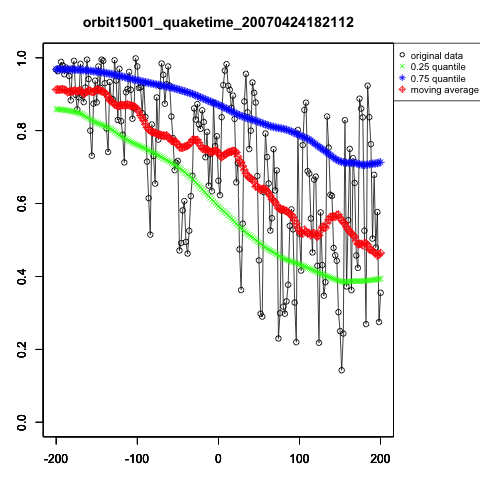 orbit15001_quaketime_20070424182112
original data
0.25 quantile
0.75 quantile
moving average
1.0
0.8
0.6
0.4
0.2
0.0
-200 -100 0 100 200